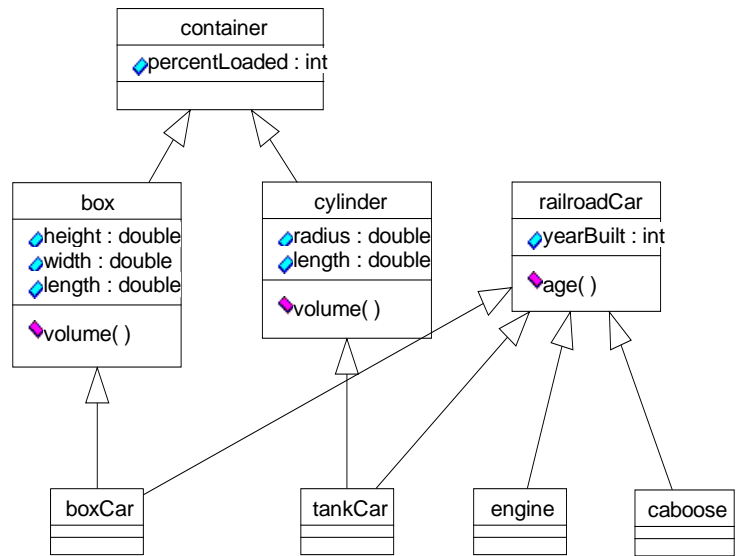 container
percentLoaded : int
box
height : double
width : double
length : double
volume( )
cylinder
radius : double
length : double
volume( )
railroadCar
yearBuilt : int
age( )
boxCar
tankCar
engine
caboose